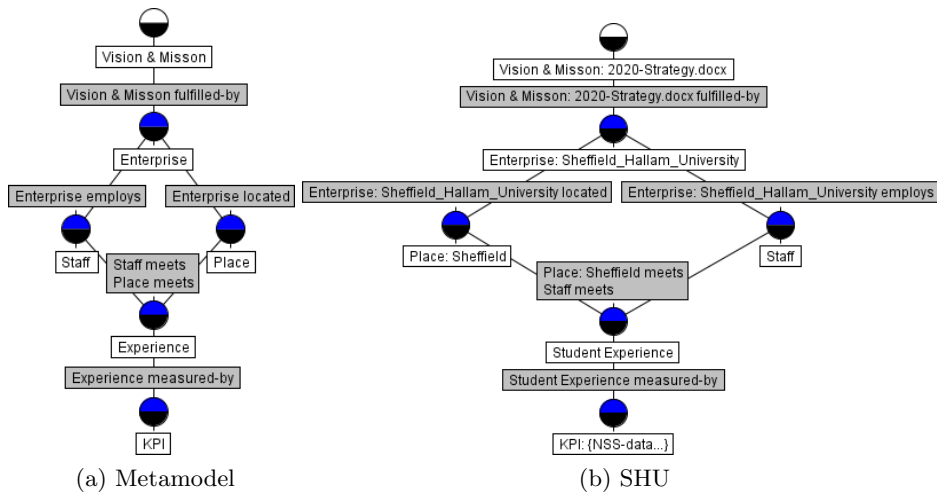 Vision & Misson
Vision & Misson fulfilled-by
Enterprise
Enterprise employs
Enterprise located
Staff
Place
Staff meets
Place meets
Experience
Experience measured-by
KPI
(a) Metamodel
Vision & Misson: 2020-Strategy.docx
Vision & Misson: 2020-Strategy.docx fulfilled-by
Enterprise: Sheffield_Hallam_University
Enterprise: Sheffield_Hallam_University located
Enterprise: Sheffield_Hallam_University employs
Place: Sheffield
Staff
Place: Sheffield meets
Staff meets
Student Experience
Student Experience measured-by
KPI: {NSS-data...}
(b) SHU